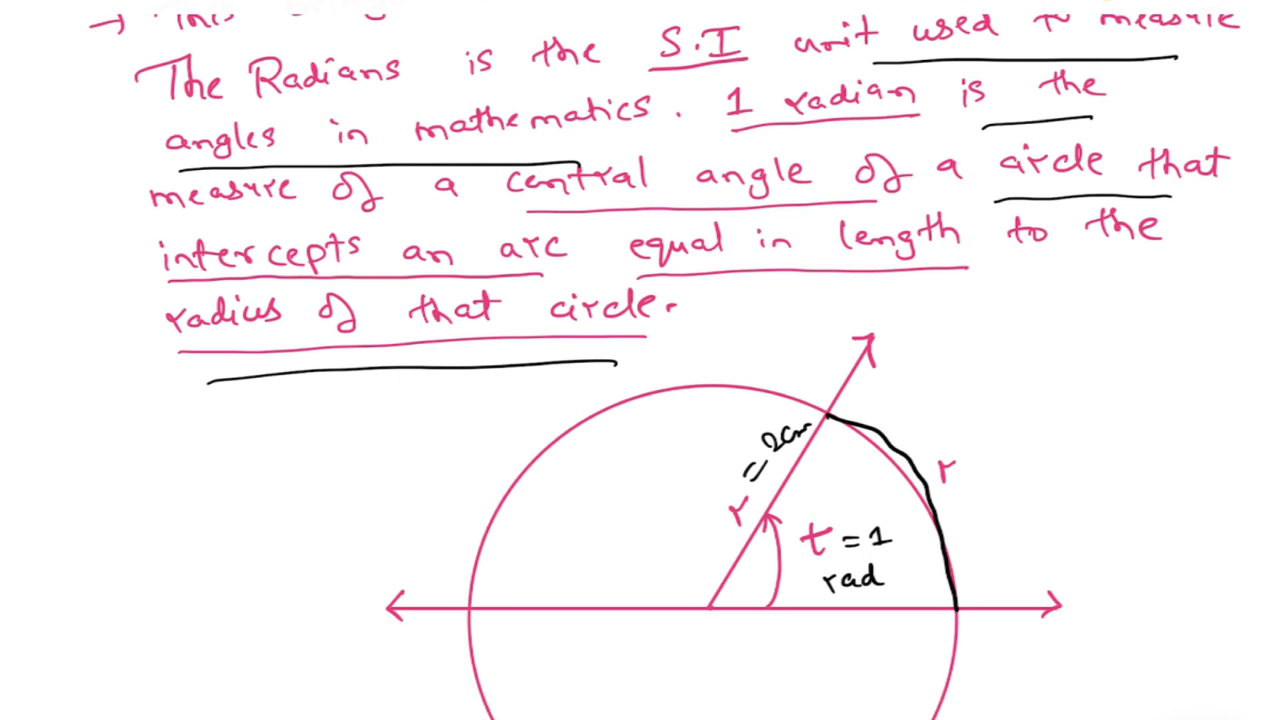 → This
The Radians is the S.I unit used to measure
angles in mathematics. 1 radian is the
measure of a central angle of a circle that
intercepts an arc equal in length to the
radius of that circle.
r = 2cm
r
t = 1
rad